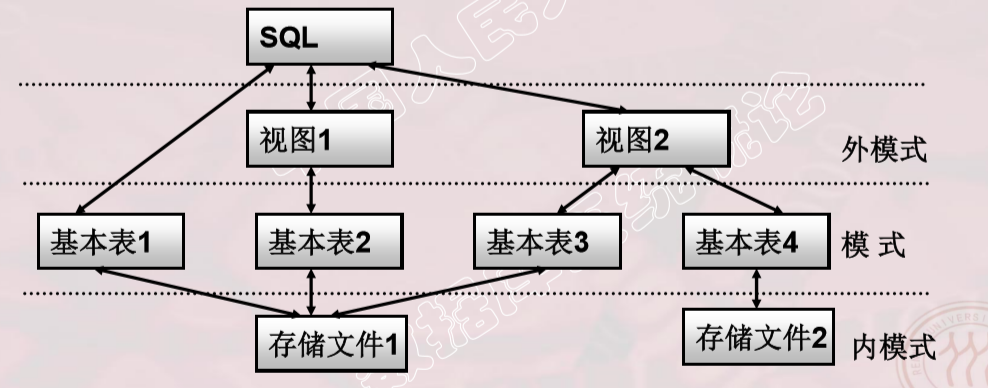 SQL
视图1
视图2
外模式
基本表1
基本表2
基本表3
基本表4
模 式
存储文件1
存储文件2
内模式